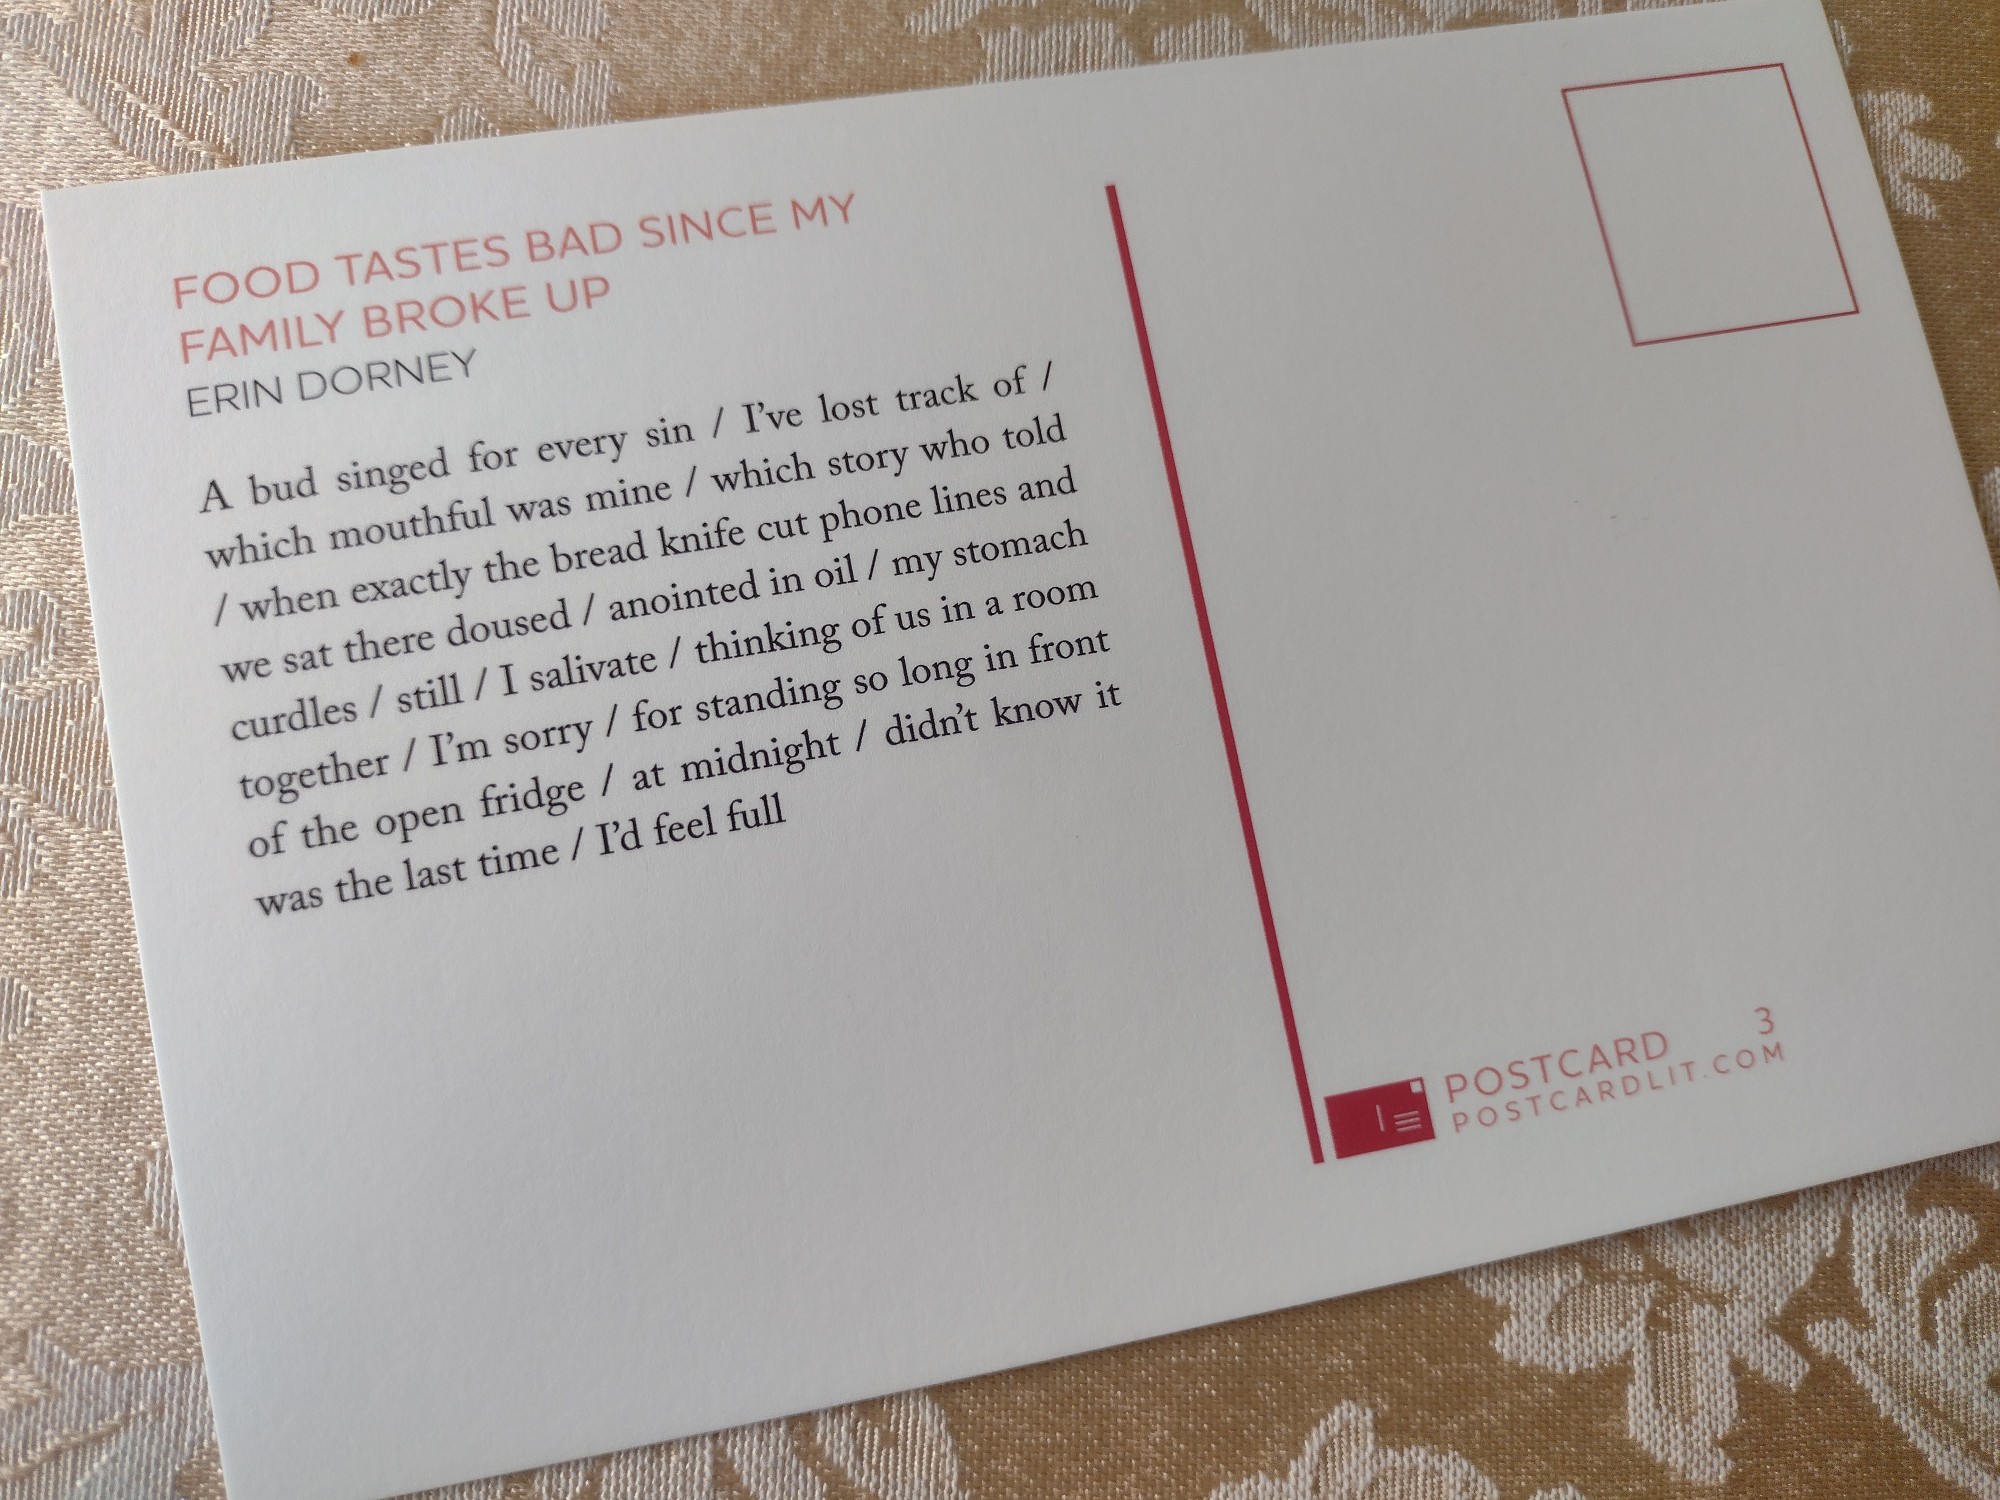 FOOD TASTES BAD SINCE MY
FAMILY BROKE UP
ERIN DORNEY
A bud singed for every sin / I've lost track of /
which mouthful was mine / which story who told
/ when exactly the bread knife cut phone lines and
we sat there doused / anointed in oil / my stomach
curdles / still / I salivate / thinking of us in a room
together / I'm sorry / for standing so long in front
of the open fridge / at midnight / didn't know it
was the last time / I'd feel full
POSTCARD 3
POSTCARDLIT.COM